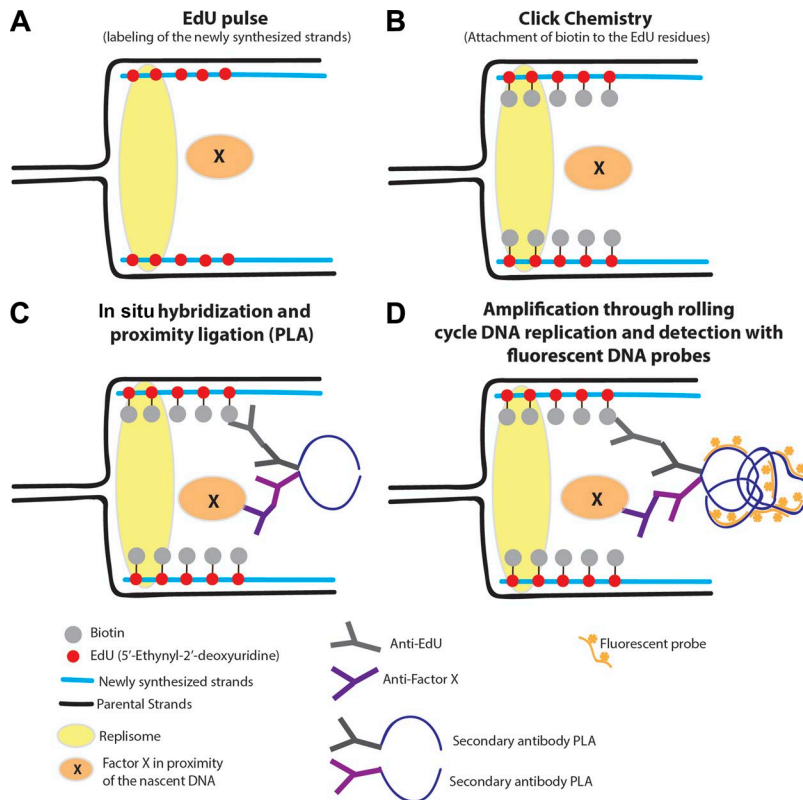 A
EdU pulse
(labeling of the newly synthesized strands)
X
B
Click Chemistry
(Attachment of biotin to the EdU residues)
X
C
In situ hybridization and
proximity ligation (PLA)
X
D
Amplification through rolling
cycle DNA replication and detection with
fluorescent DNA probes
X
Biotin
EdU (5′-Ethynyl-2′-deoxyuridine)
Newly synthesized strands
Parental Strands
Replisome
X
Factor X in proximity
of the nascent DNA
Anti-EdU
Anti-Factor X
Secondary antibody PLA
Secondary antibody PLA
Fluorescent probe